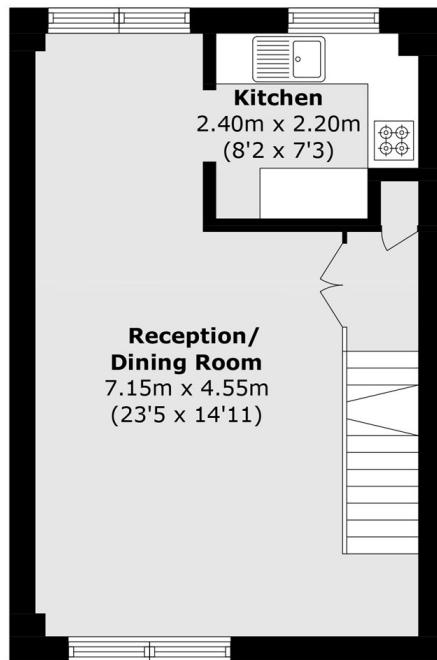 Kitchen
2.40m x 2.20m
(8'2 x 7'3)
Reception/
Dining Room
7.15m x 4.55m
(23'5 x 14'11)